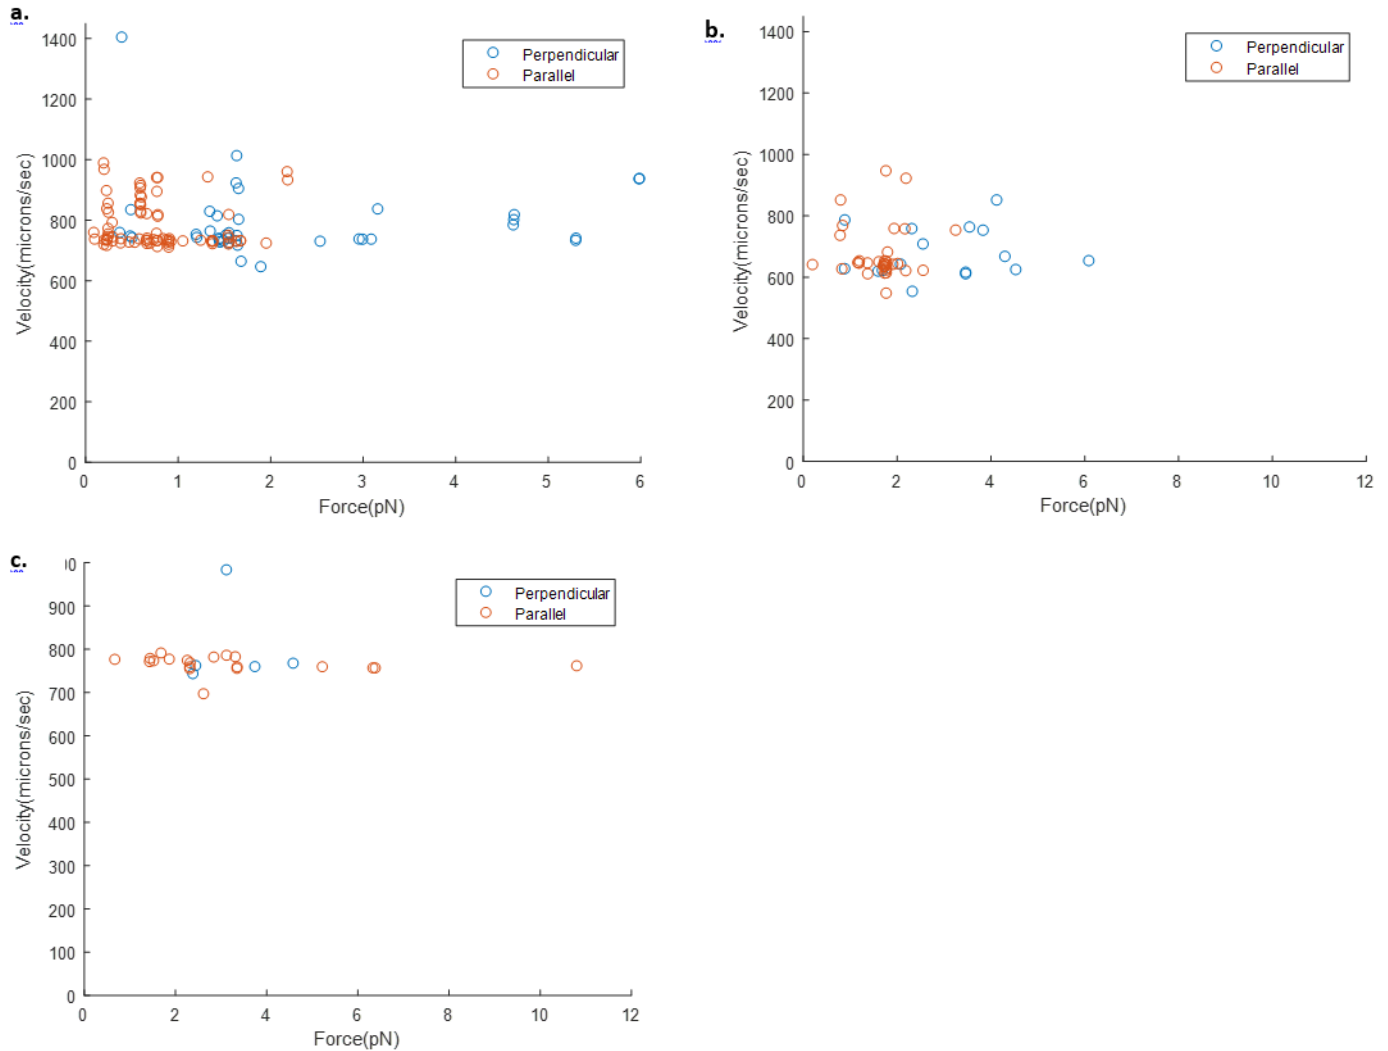 a.
1400
1200
1000
800
600
400
200
0
0 1 2 3 4 5 6
Velocity(microns/sec)
Force(pN)
Perpendicular
Parallel
b.
1400
1200
1000
800
600
400
200
0
0 2 4 6 8 10 12
Velocity(microns/sec)
Force(pN)
Perpendicular
Parallel
c.
900
800
700
600
500
400
300
200
100
0
0 2 4 6 8 10 12
Velocity(microns/sec)
Force(pN)
Perpendicular
Parallel